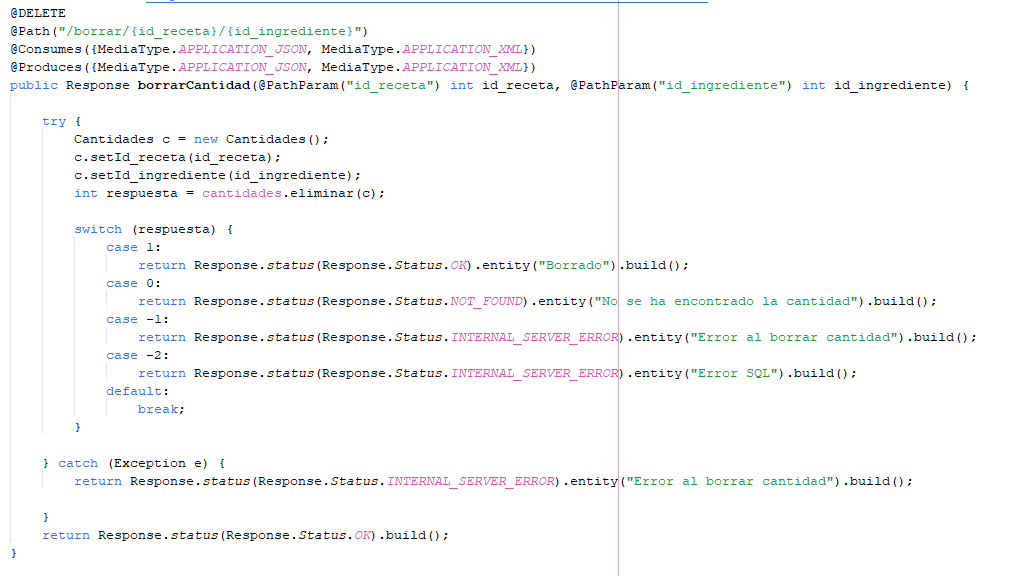 @DELETE
@Path("/borrar/{id_receta}/{id_ingrediente}")
@Consumes({MediaType.APPLICATION_JSON, MediaType.APPLICATION_XML})
@Produces({MediaType.APPLICATION_JSON, MediaType.APPLICATION_XML})
public Response borrarCantidad(@PathParam("id_receta") int id_receta, @PathParam("id_ingrediente") int id_ingrediente) {
try {
Cantidades c = new Cantidades();
c.setId_receta(id_receta);
c.setId_ingrediente(id_ingrediente);
int respuesta = cantidades.eliminar(c);
switch (respuesta) {
case 1:
return Response.status(Response.Status.OK).entity("Borrado").build();
case 0:
return Response.status(Response.Status.NOT_FOUND).entity("No se ha encontrado la cantidad").build();
case -1:
return Response.status(Response.Status.INTERNAL_SERVER_ERROR).entity("Error al borrar cantidad").build();
case -2:
return Response.status(Response.Status.INTERNAL_SERVER_ERROR).entity("Error SQL").build();
default:
break;
}
} catch (Exception e) {
return Response.status(Response.Status.INTERNAL_SERVER_ERROR).entity("Error al borrar cantidad").build();
}
return Response.status(Response.Status.OK).build();
}